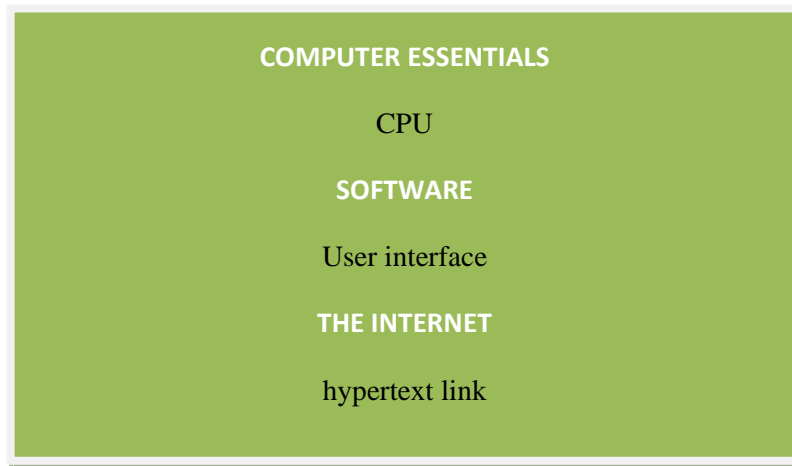 COMPUTER ESSENTIALS
CPU
SOFTWARE
User interface
THE INTERNET
hypertext link